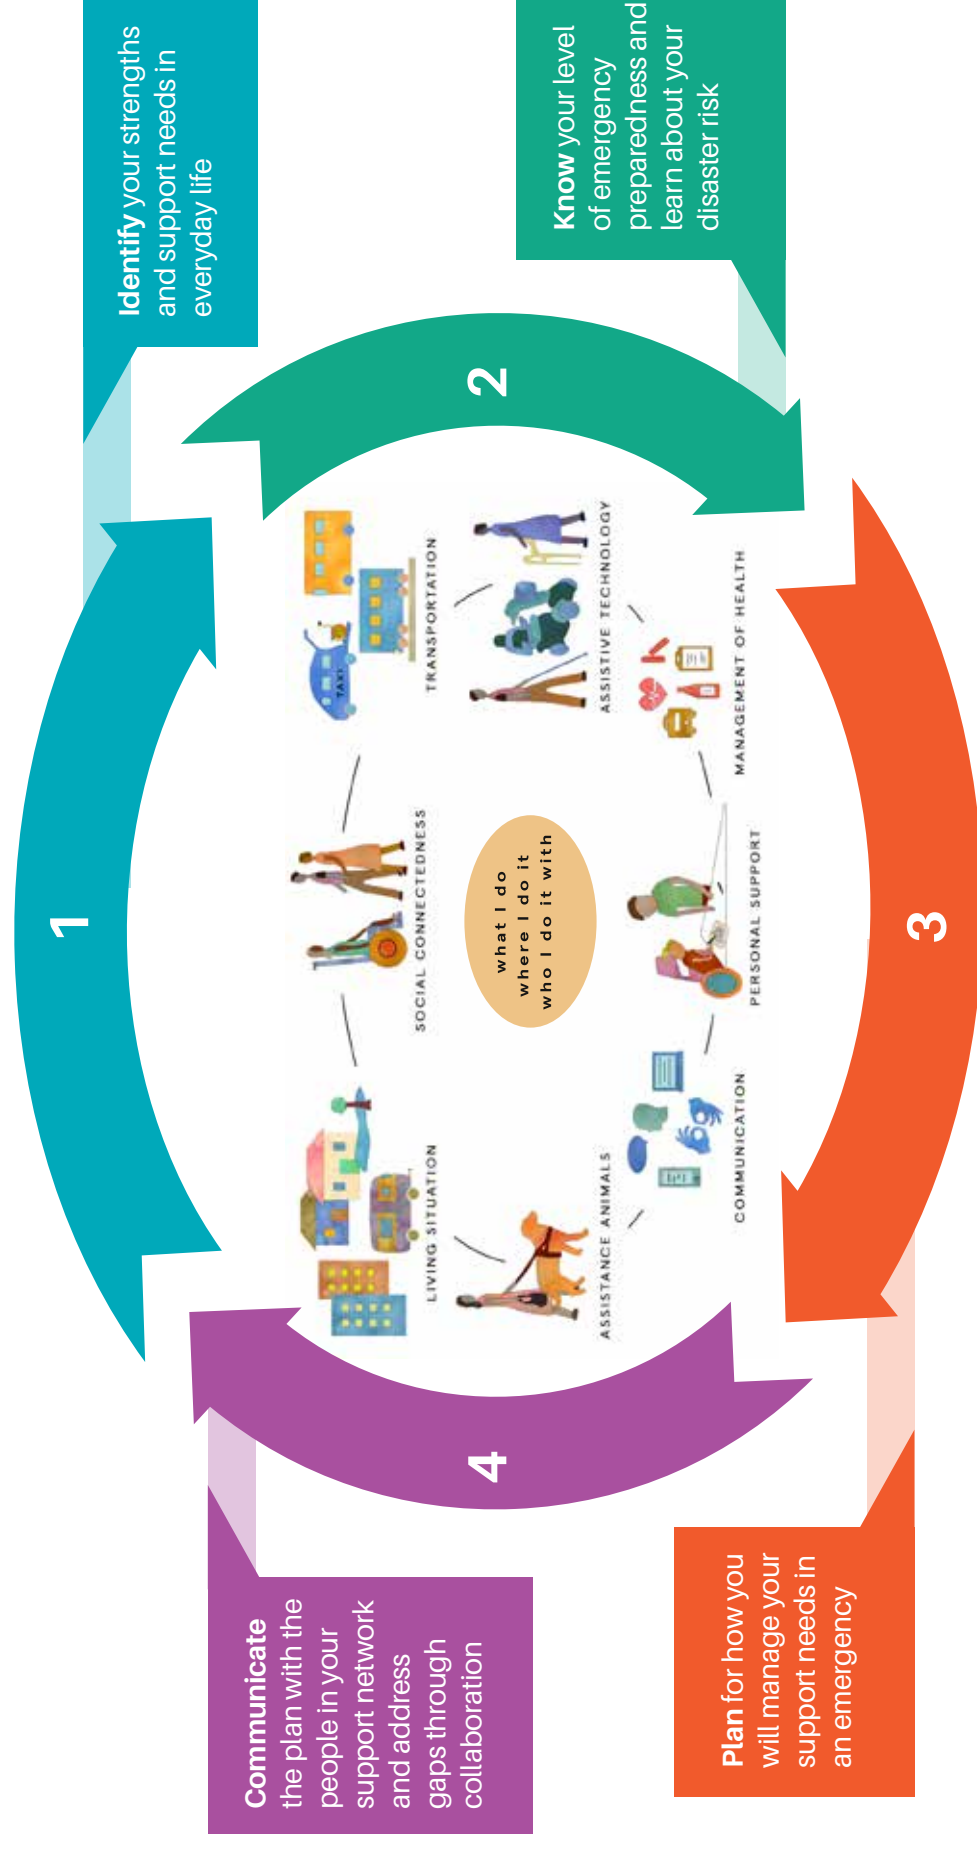 1
Identify your strengths
and support needs in
everyday life
2
Know your level
of emergency
preparedness and
learn about your
disaster risk
3
Plan for how you
will manage your
support needs in
an emergency
4
Communicate
the plan with the
people in your
support network
and address
gaps through
collaboration
LIVING SITUATION
SOCIAL CONNECTEDNESS
TAXI
TRANSPORTATION
ASSISTANCE ANIMALS
what I do
where I do it
who I do it with
ASSISTIVE TECHNOLOGY
COMMUNICATION
PERSONAL SUPPORT
MANAGEMENT OF HEALTH